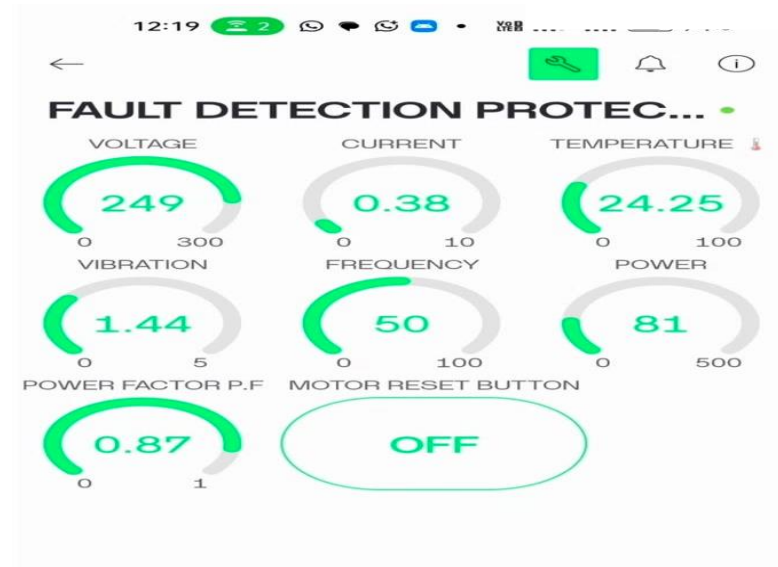 12:19 2
FAULT DETECTION PROTEC...
VOLTAGE CURRENT TEMPERATURE
249 0.38 24.25
0 300 0 10 0 100
VIBRATION FREQUENCY POWER
1.44 50 81
0 5 0 100 0 500
POWER FACTOR P.F MOTOR RESET BUTTON
0.87 OFF
0 1